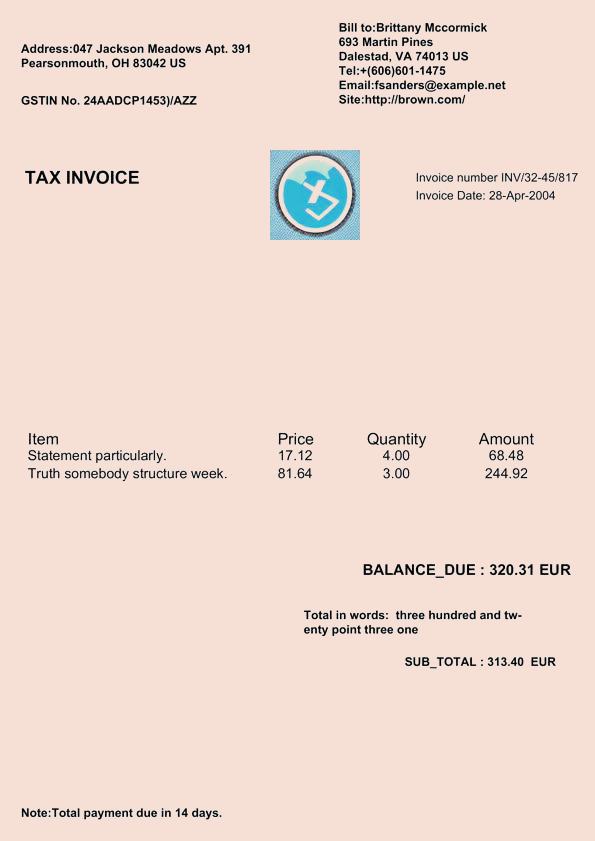 Address:047 Jackson Meadows Apt. 391
Pearsonmouth, OH 83042 US
GSTIN No. 24AADCP1453)/AZZ
Bill to:Brittany Mccormick
693 Martin Pines
Dalestad, VA 74013 US
Tel:+(606)601-1475
Email:fsanders@example.net
Site:http://brown.com/
TAX INVOICE
Invoice number INV/32-45/817
Invoice Date: 28-Apr-2004
Item Price Quantity Amount
Statement particularly. 17.12 4.00 68.48
Truth somebody structure week. 81.64 3.00 244.92
BALANCE_DUE : 320.31 EUR
Total in words:  three hundred and tw-
enty point three one
SUB_TOTAL : 313.40  EUR
Note:Total payment due in 14 days.